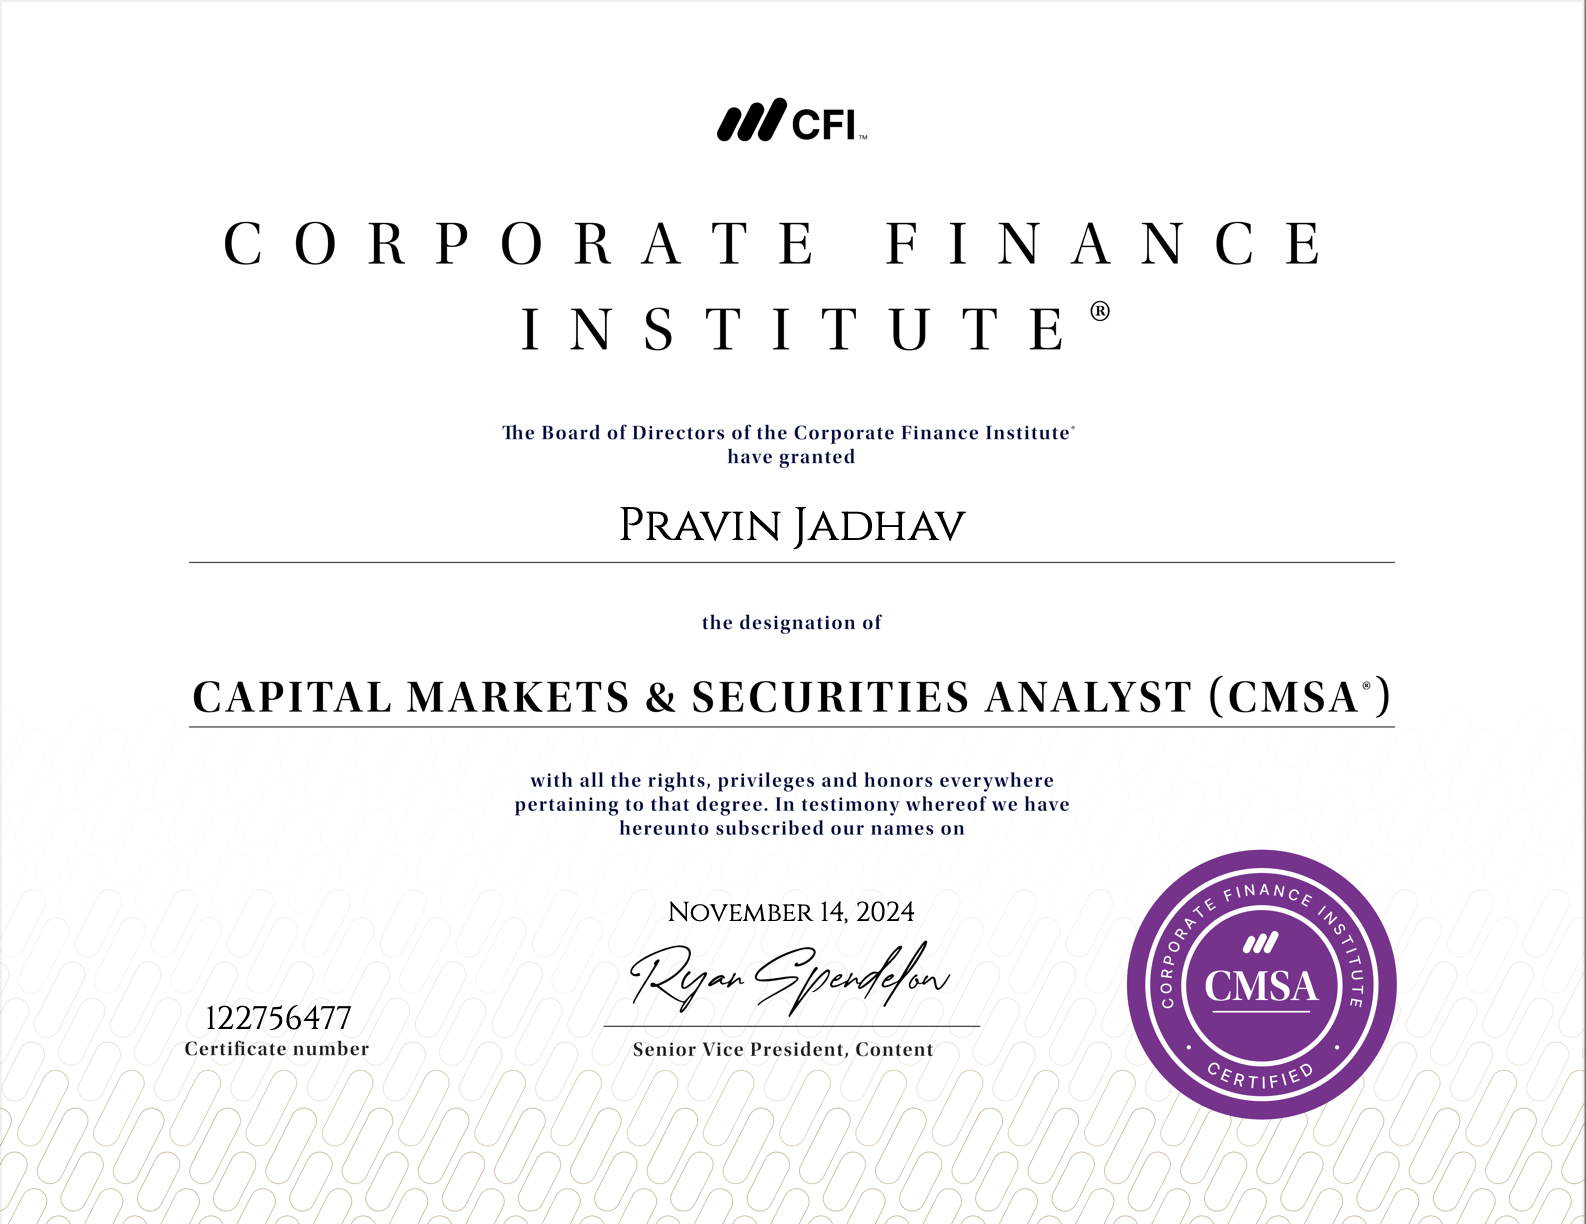 CFI™
CORPORATE FINANCE
INSTITUTE®
The Board of Directors of the Corporate Finance Institute®
have granted
Pravin Jadhav
the designation of
CAPITAL MARKETS & SECURITIES ANALYST (CMSA®)
with all the rights, privileges and honors everywhere
pertaining to that degree. In testimony whereof we have
hereunto subscribed our names on
November 14, 2024
Ryan Spendelow
122756477
Certificate number
Senior Vice President, Content
CORPORATE FINANCE INSTITUTE
CMSA
• CERTIFIED •